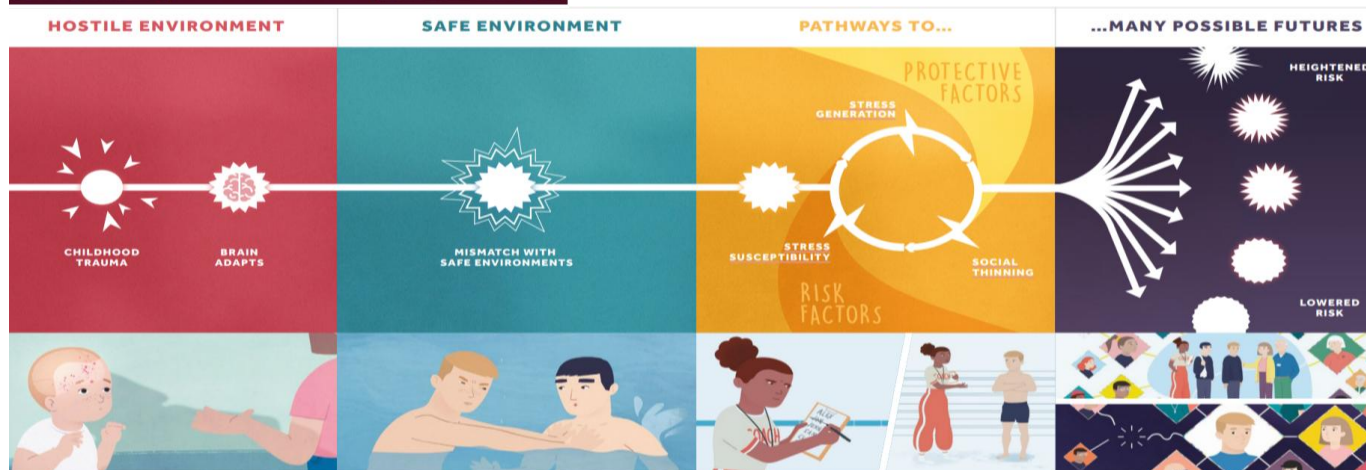 HOSTILE ENVIRONMENT
SAFE ENVIRONMENT
PATHWAYS TO...
...MANY POSSIBLE FUTURES
CHILDHOOD
TRAUMA
BRAIN
ADAPTS
MISMATCH WITH
SAFE ENVIRONMENTS
PROTECTIVE
FACTORS
STRESS
GENERATION
STRESS
SUSCEPTIBILITY
SOCIAL
THINNING
RISK
FACTORS
HEIGHTENED
RISK
LOWERED
RISK